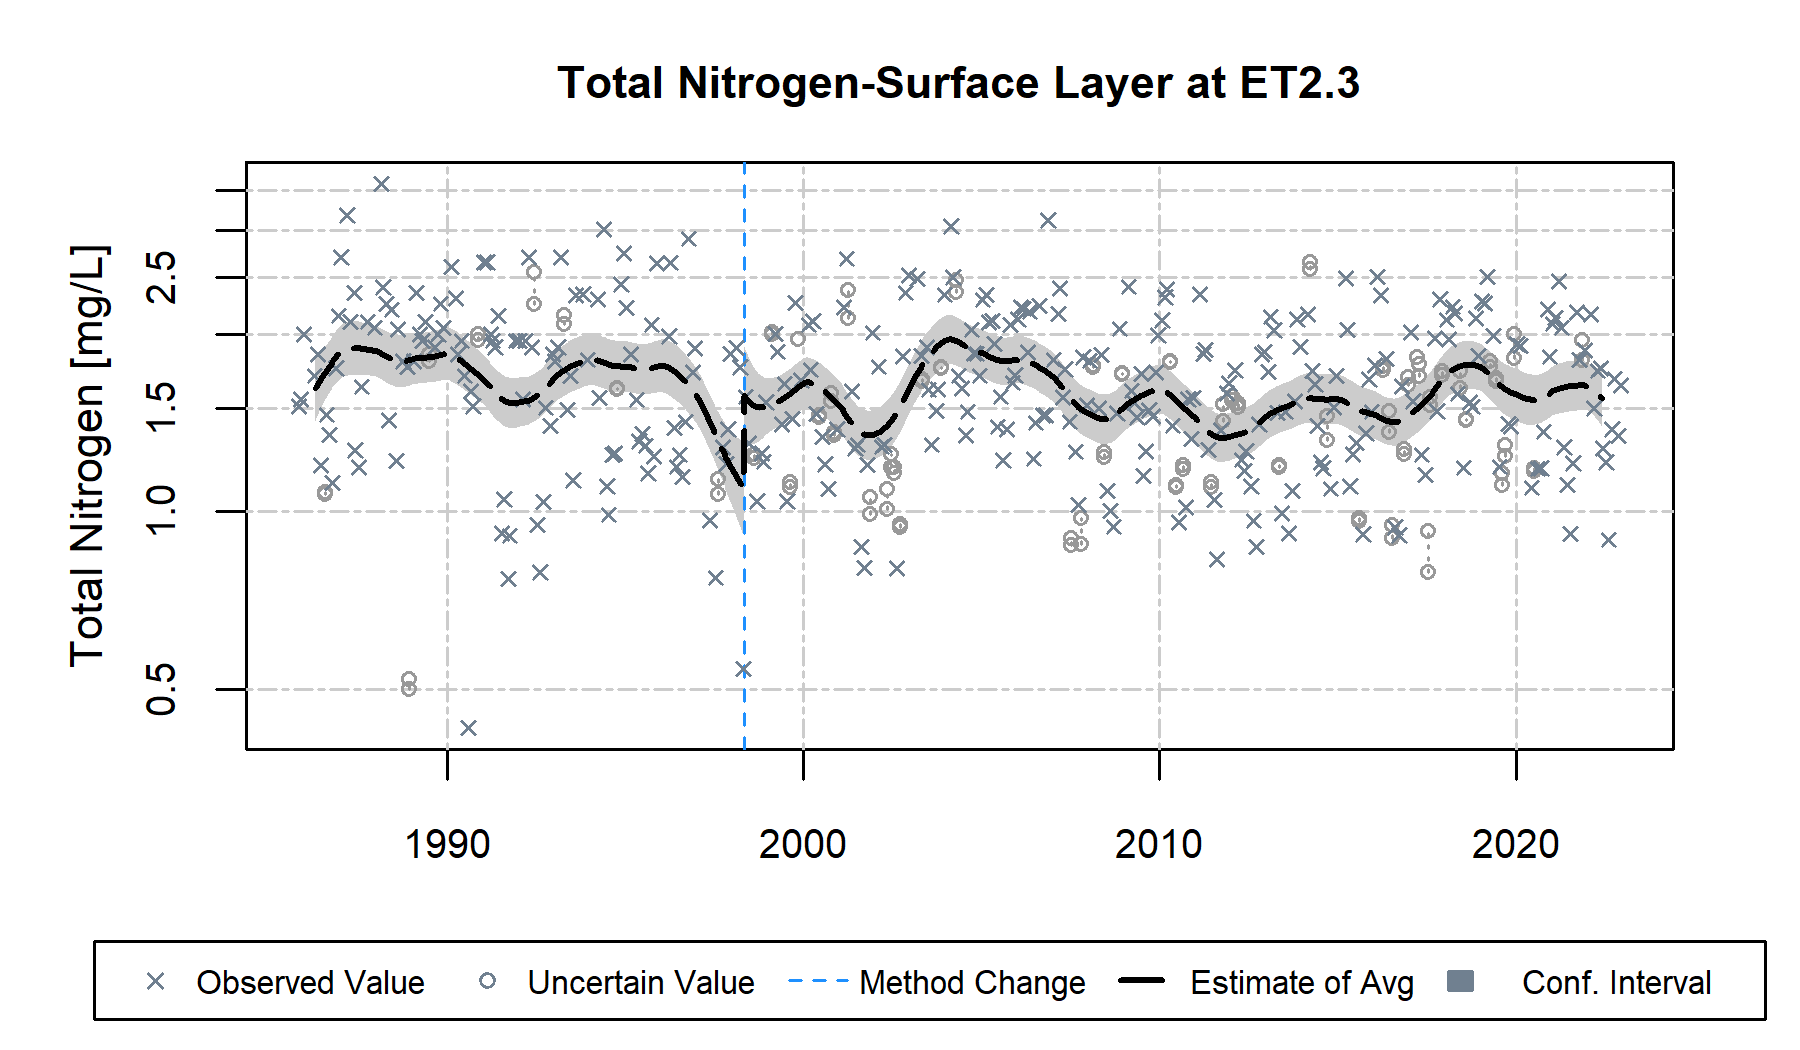 Total Nitrogen-Surface Layer at ET2.3
Total Nitrogen [mg/L]
2.5
1.5
1.0
0.5
1990 2000 2010 2020
Observed Value Uncertain Value Method Change Estimate of Avg Conf. Interval